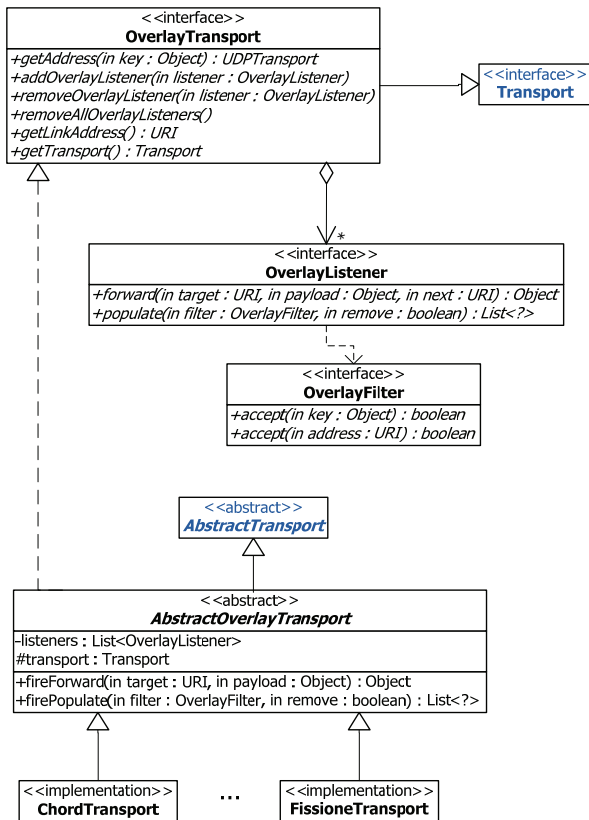 <<interface>>
OverlayTransport
+getAddress(in key : Object) : UDPTransport
+addOverlayListener(in listener : OverlayListener)
+removeOverlayListener(in listener : OverlayListener)
+removeAllOverlayListeners()
+getLinkAddress() : URI
+getTransport() : Transport
<<interface>>
Transport
*
<<interface>>
OverlayListener
+forward(in target : URI, in payload : Object, in next : URI) : Object
+populate(in filter : OverlayFilter, in remove : boolean) : List<?>
<<interface>>
OverlayFilter
+accept(in key : Object) : boolean
+accept(in address : URI) : boolean
<<abstract>>
AbstractTransport
<<abstract>>
AbstractOverlayTransport
-listeners : List<OverlayListener>
#transport : Transport
+fireForward(in target : URI, in payload : Object) : Object
+firePopulate(in filter : OverlayFilter, in remove : boolean) : List<?>
<<implementation>>
ChordTransport
...
<<implementation>>
FissioneTransport